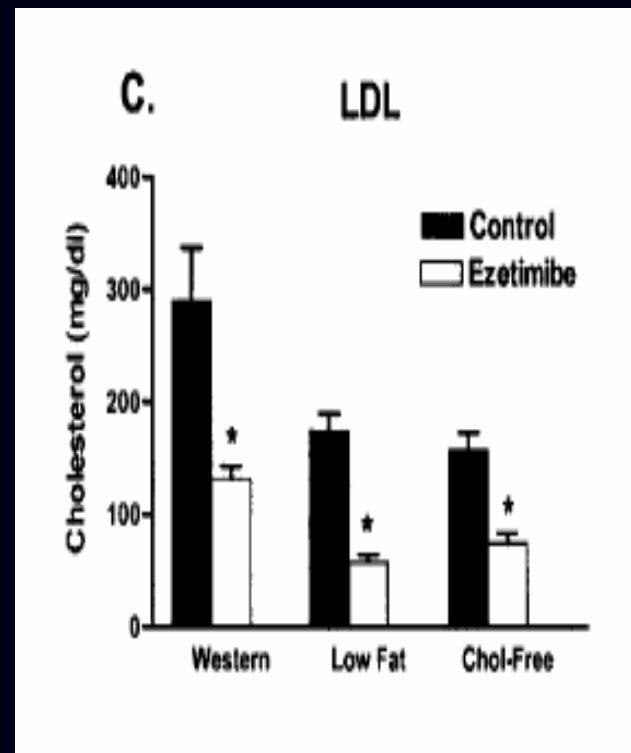 C. LDL
400
300
200
100
0
Cholesterol (mg/dl)
Control
Ezetimibe
*
*
*
Western Low Fat Chol-Free